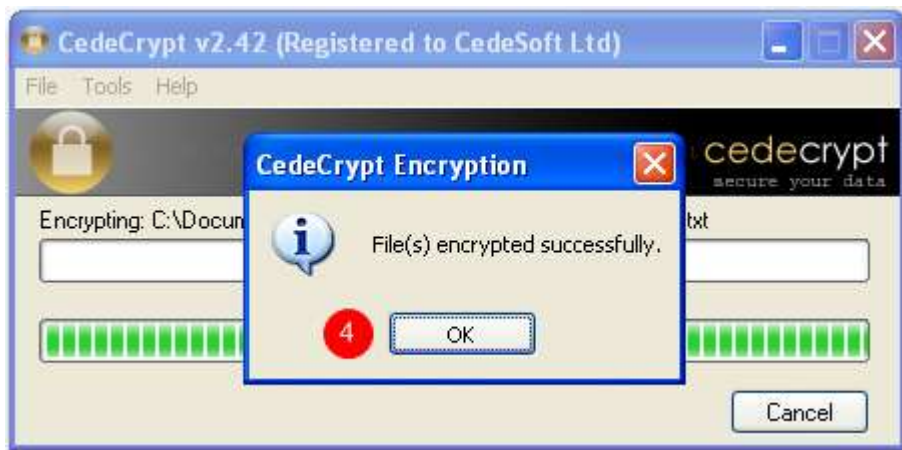 CedeCrypt v2.42 (Registered to CedeSoft Ltd)
File Tools Help
cedecrypt
secure your data
CedeCrypt Encryption
Encrypting: C:\Docum
txt
File(s) encrypted successfully.
4
OK
Cancel